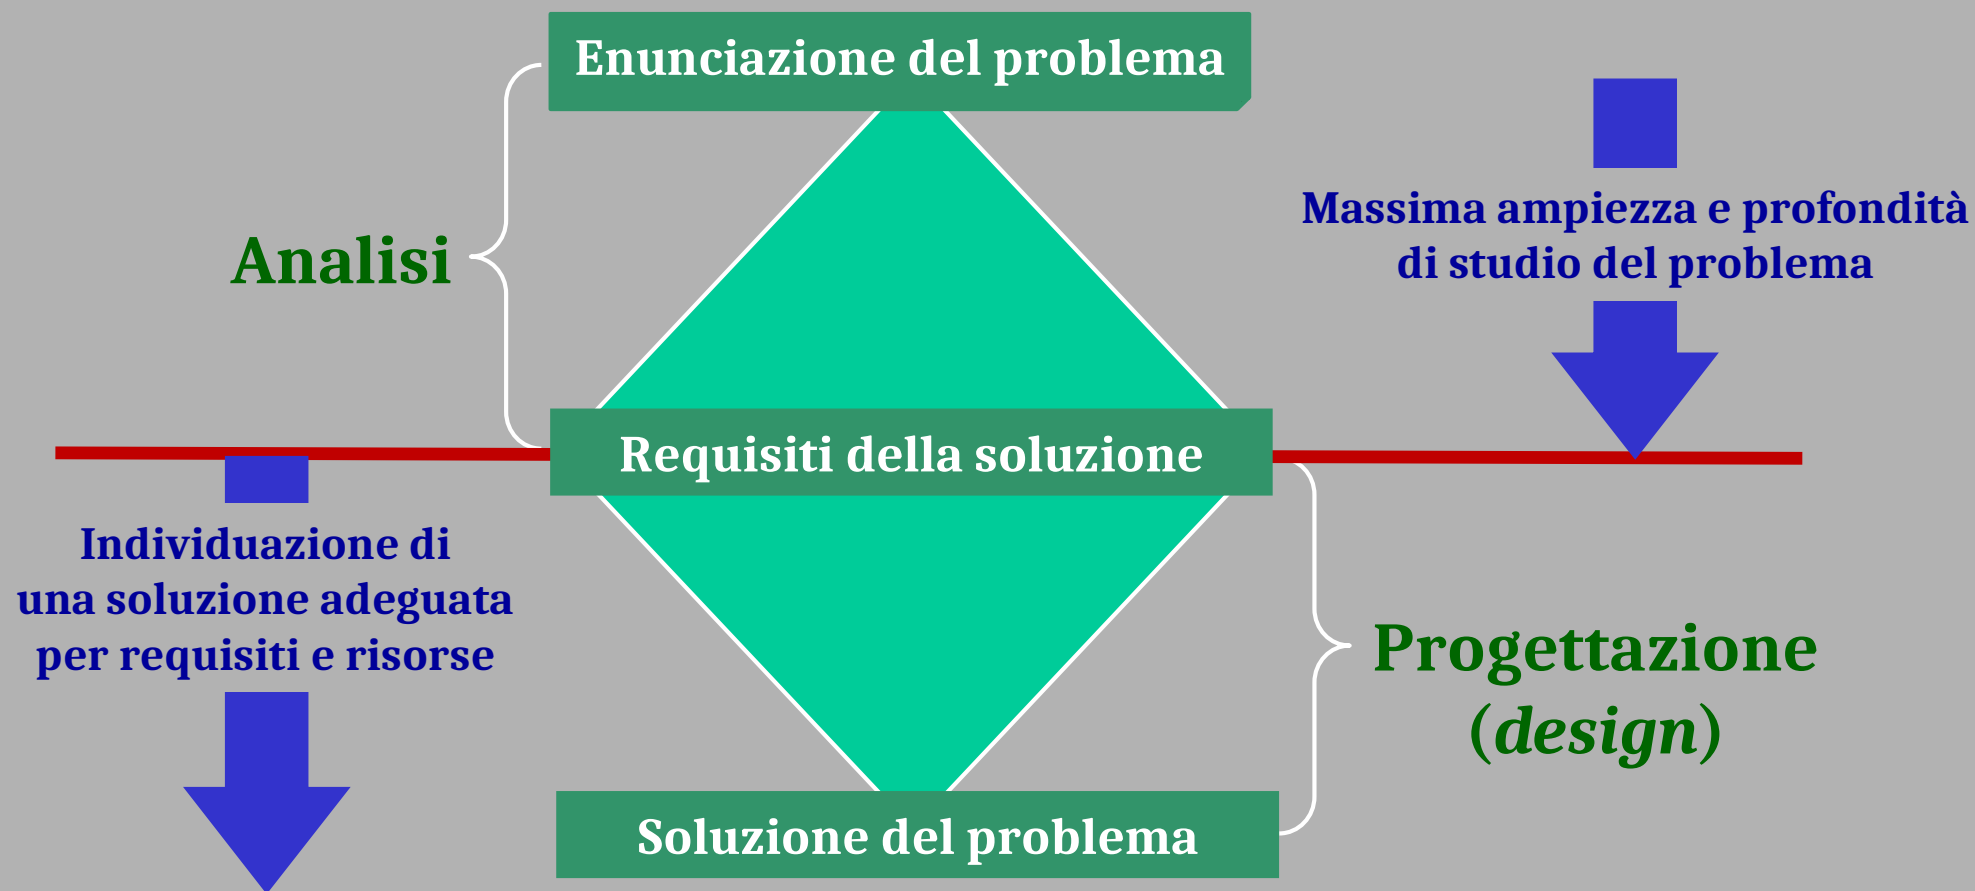 Enunciazione del problema
Massima ampiezza e profondità
di studio del problema
Analisi
Requisiti della soluzione
Individuazione di
una soluzione adeguata
per requisiti e risorse
Progettazione
(design)
Soluzione del problema